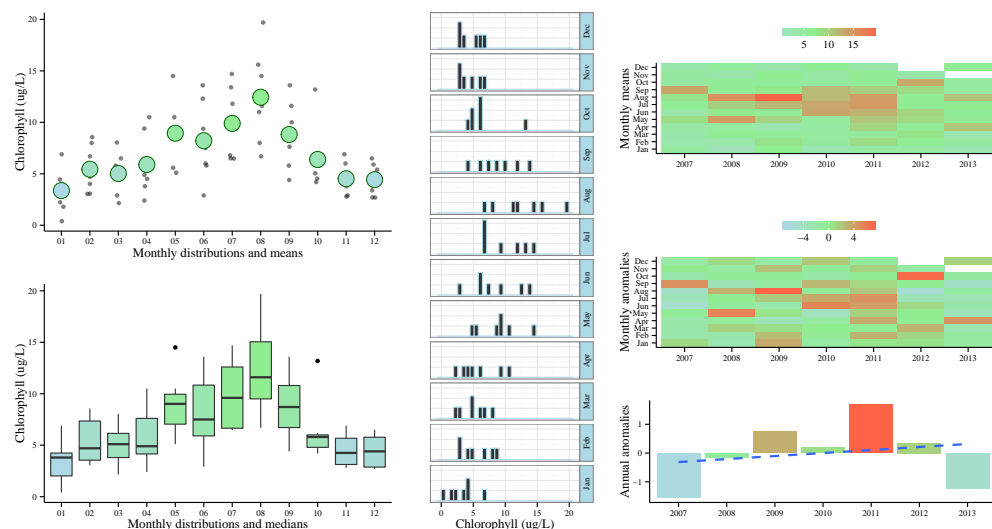 20
15
10
5
0
Chlorophyll (ug/L)
01 02 03 04 05 06 07 08 09 10 11 12
Monthly distributions and means
20
15
10
5
0
Chlorophyll (ug/L)
01 02 03 04 05 06 07 08 09 10 11 12
Monthly distributions and medians
Dec
Nov
Oct
Sep
Aug
Jul
Jun
May
Apr
Mar
Feb
Jan
0 5 10 15 20
Chlorophyll (ug/L)
5 10 15
Monthly means
Dec
Nov
Oct
Sep
Aug
Jul
Jun
May
Apr
Mar
Feb
Jan
2007 2008 2009 2010 2011 2012 2013
-4 0 4
Monthly anomalies
Dec
Nov
Oct
Sep
Aug
Jul
Jun
May
Apr
Mar
Feb
Jan
2007 2008 2009 2010 2011 2012 2013
Annual anomalies
1
0
-1
2007 2008 2009 2010 2011 2012 2013